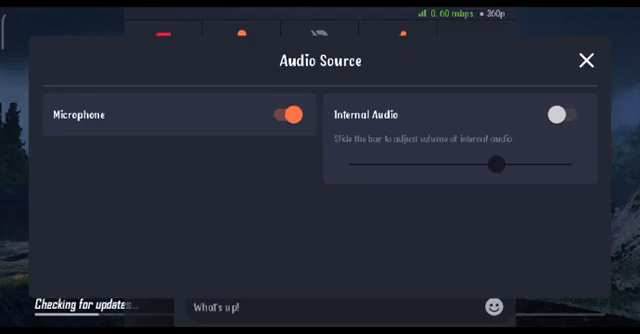 0.60 mbps • 360p
Audio Source
Microphone
Internal Audio
Slide the bar to adjust volume of internal audio
Checking for updates...
What's up!